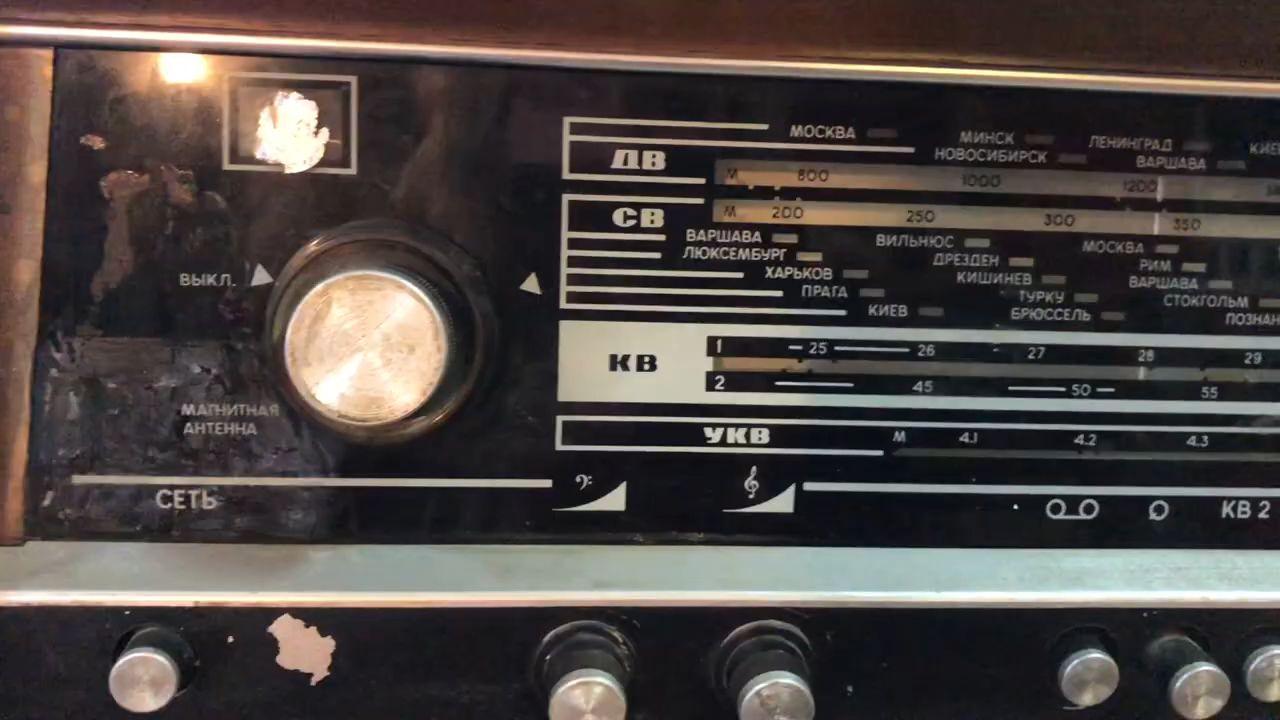 МОСКВА МИНСК ЛЕНИНГРАД
НОВОСИБИРСК ВАРШАВА
ДВ М 800 1000 1200
СВ М 200 250 300 350
ВАРШАВА ВИЛЬНЮС МОСКВА
ЛЮКСЕМБУРГ ДРЕЗДЕН РИМ
ХАРЬКОВ КИШИНЕВ ВАРШАВА
ПРАГА ТУРКУ СТОКГОЛЬМ
КИЕВ БРЮССЕЛЬ
ВЫКЛ.
КВ
1 25 26 27 28 29
2 45 50 55
МАГНИТНАЯ
АНТЕННА
УКВ М 4.1 4.2 4.3
СЕТЬ КВ 2